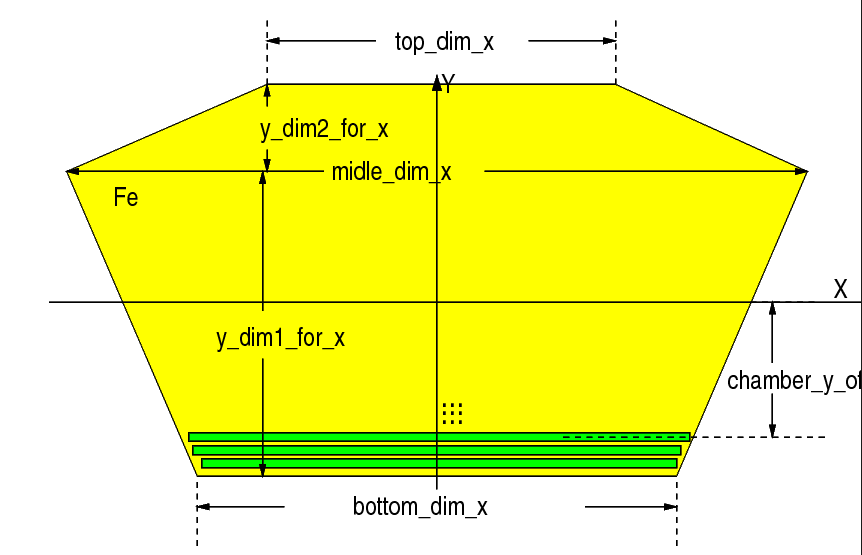 top_dim_x
Y
y_dim2_for_x
midle_dim_x
Fe
X
y_dim1_for_x
chamber_y_of
bottom_dim_x